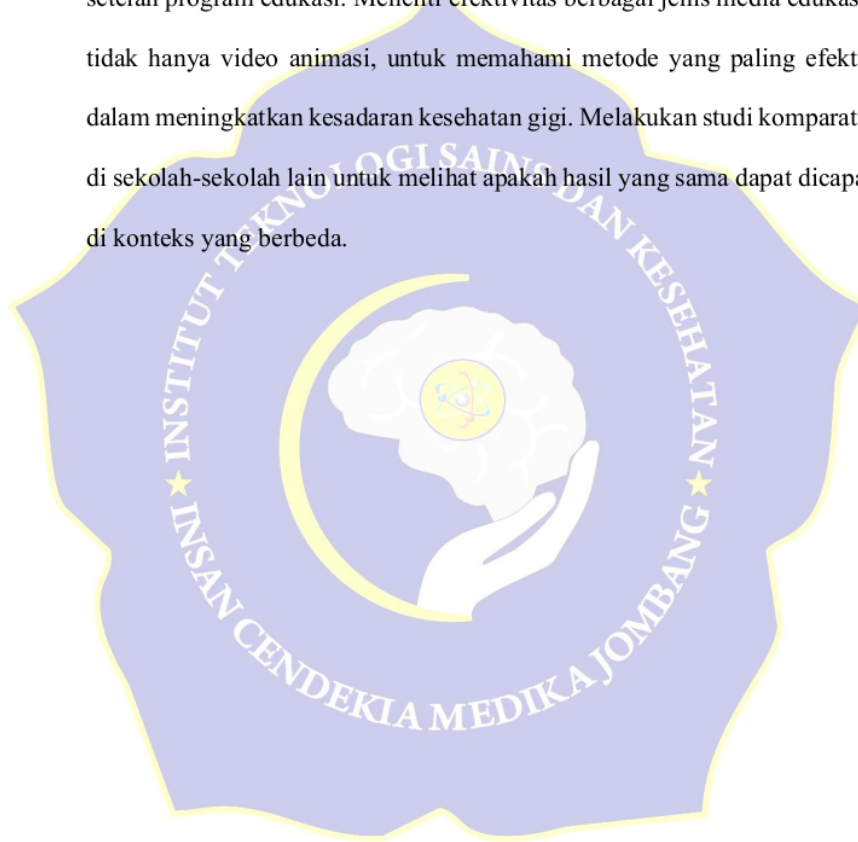 setelah program edukasi. Meneliti efektivitas berbagai jenis media edukas
tidak hanya video animasi, untuk memahami metode yang paling efekt
dalam meningkatkan kesadaran kesehatan gigi. Melakukan studi komparat
di sekolah-sekolah lain untuk melihat apakah hasil yang sama dapat dicapa
di konteks yang berbeda.
INSTITUT TEKNOLOGI SAINS DAN KESEHATAN
INSAN CENDEKIA MEDIKA JOMBANG